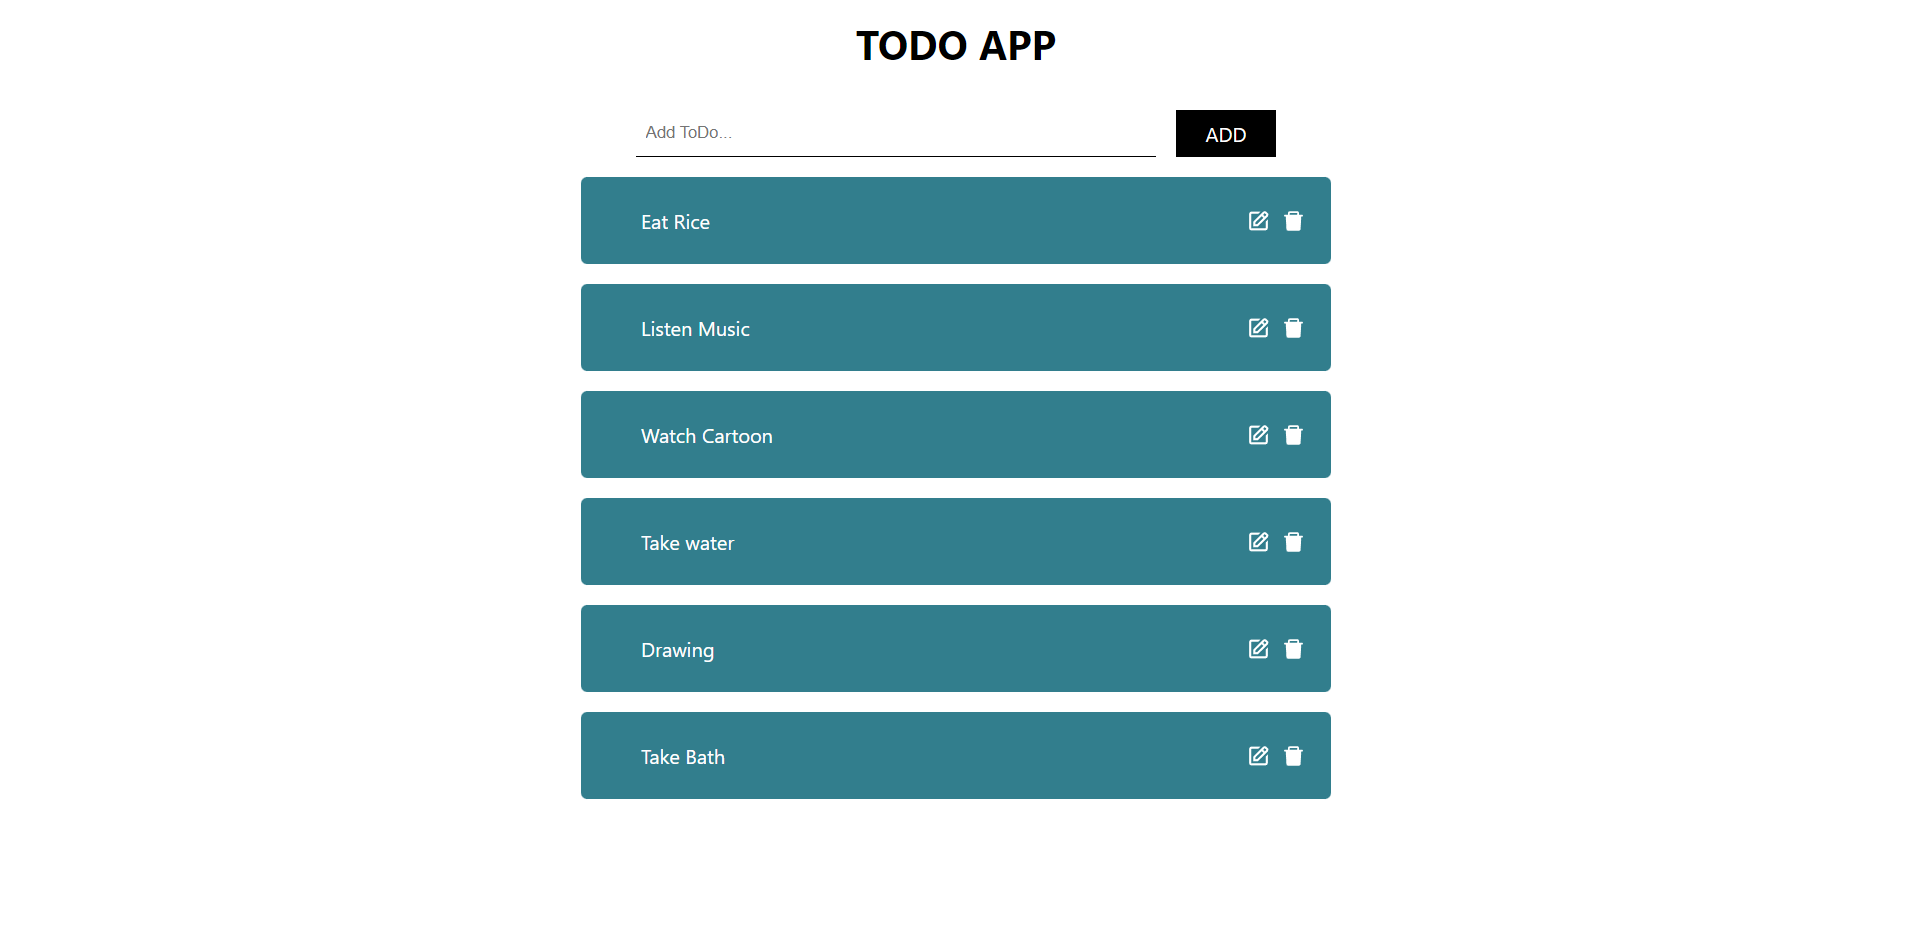 TODO APP
Add ToDo...
ADD
Eat Rice
Listen Music
Watch Cartoon
Take water
Drawing
Take Bath